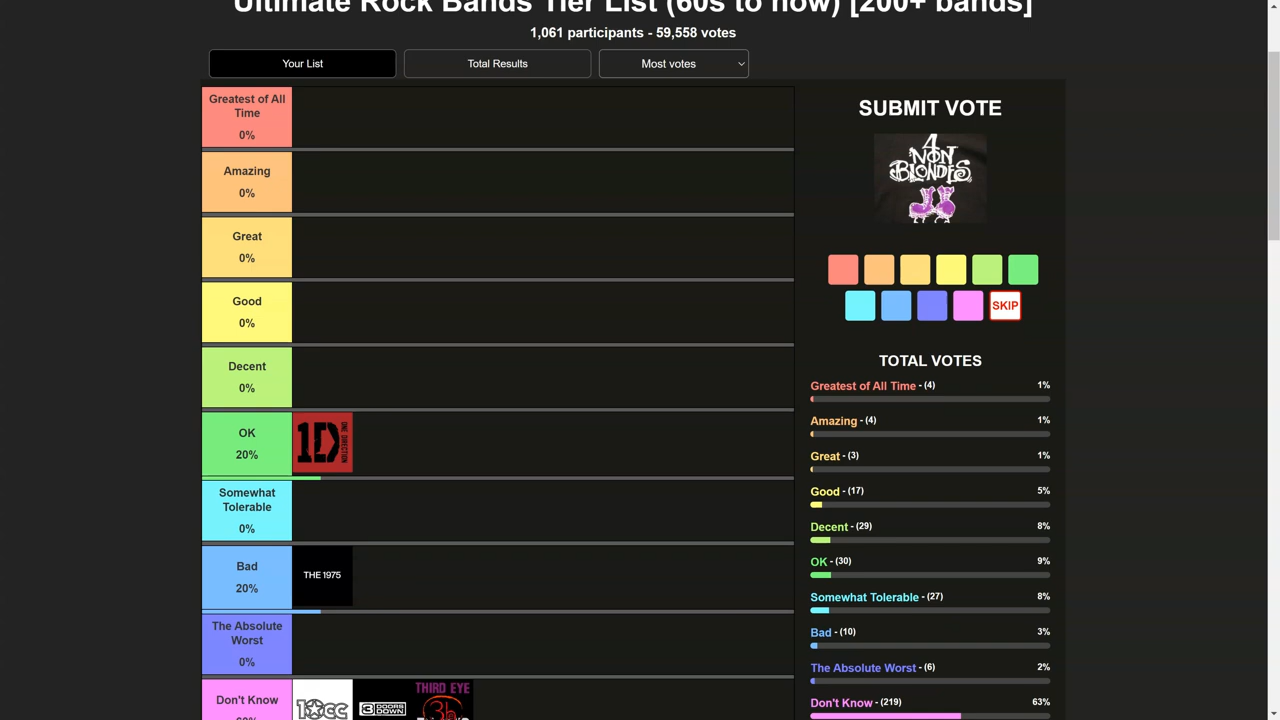 Ultimate Rock Bands Tier List (60s to now) [200+ bands]
1,061 participants - 59,558 votes
Your List
Total Results
Most votes
Greatest of All
Time
0%
Amazing
0%
Great
0%
Good
0%
Decent
0%
OK
20%
1D
ONE DIRECTION
Somewhat
Tolerable
0%
Bad
20%
THE 1975
The Absolute
Worst
0%
Don't Know
10cc
3 DOORS
DOWN
THIRD EYE
3b
SUBMIT VOTE
4
NON
BLONDES
SKIP
TOTAL VOTES
Greatest of All Time - (4) 1%
Amazing - (4) 1%
Great - (3) 1%
Good - (17) 5%
Decent - (29) 8%
OK - (30) 9%
Somewhat Tolerable - (27) 8%
Bad - (10) 3%
The Absolute Worst - (6) 2%
Don't Know - (219) 63%